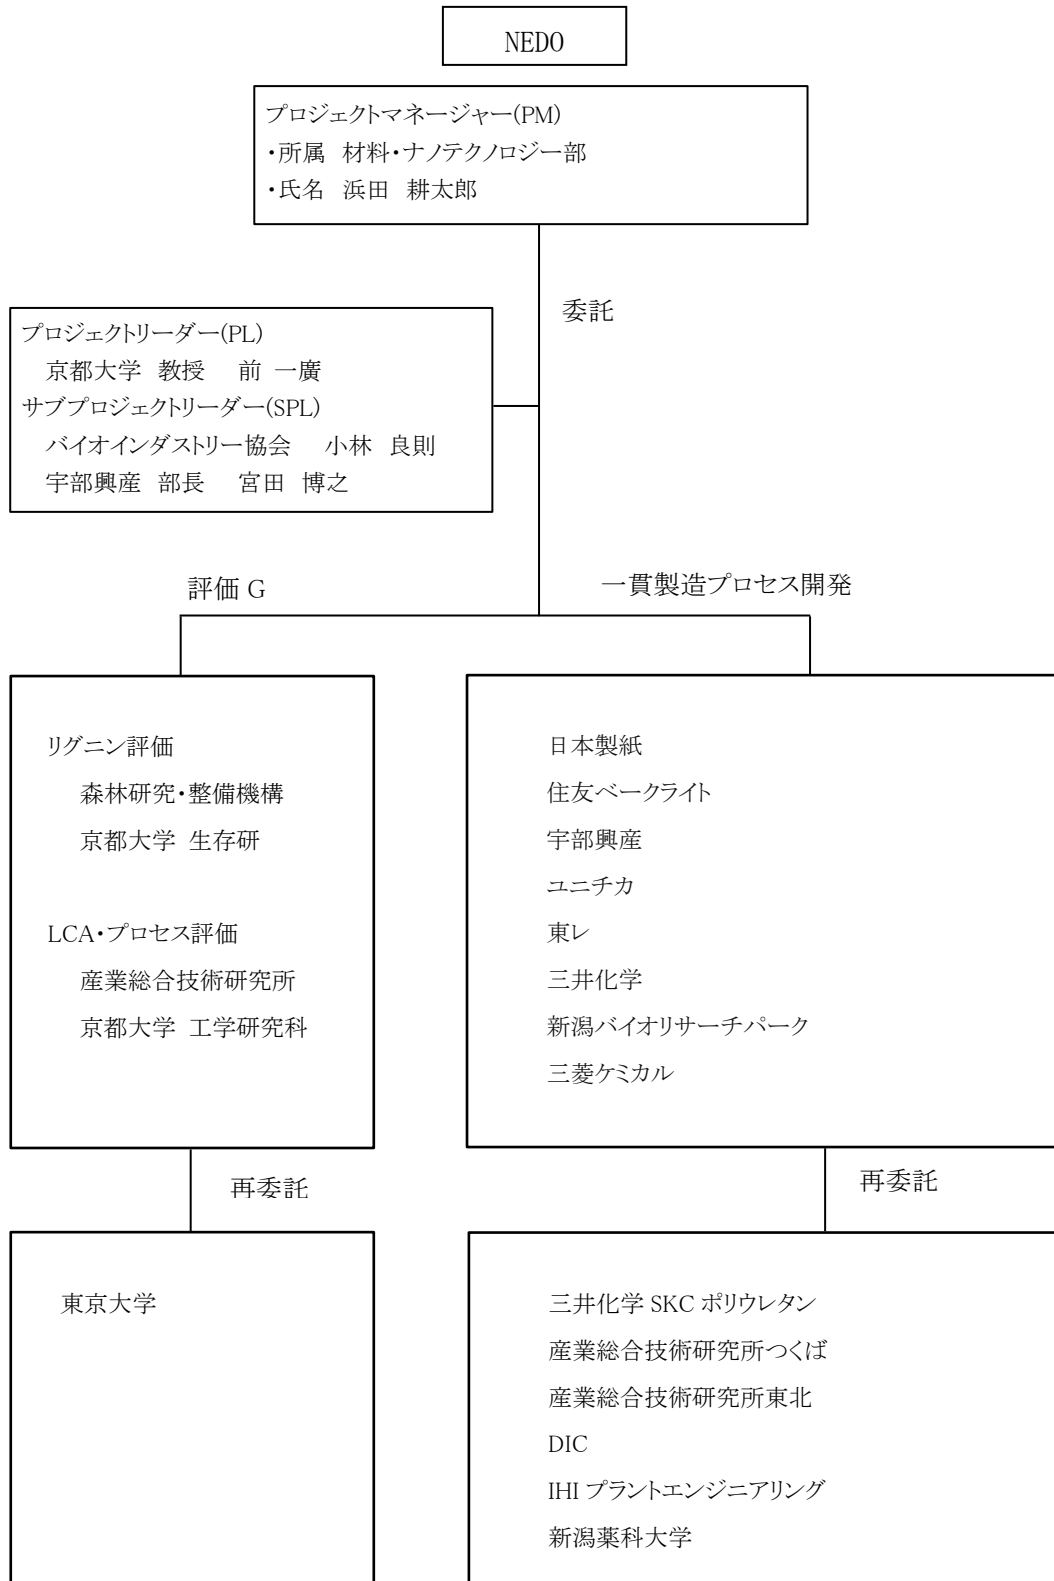 NEDO
プロジェクトマネージャー(PM)
・所属 材料・ナノテクノロジー部
・氏名 浜田 耕太郎
委託
プロジェクトリーダー(PL)
京都大学 教授 前 一廣
サブプロジェクトリーダー(SPL)
バイオインダストリー協会 小林 良則
宇部興産 部長 宮田 博之
評価 G
一貫製造プロセス開発
リグニン評価
森林研究・整備機構
京都大学 生存研
LCA・プロセス評価
産業総合技術研究所
京都大学 工学研究科
日本製紙
住友ベークライト
宇部興産
ユニチカ
東レ
三井化学
新潟バイオリサーチパーク
三菱ケミカル
再委託
再委託
東京大学
三井化学 SKC ポリウレタン
産業総合技術研究所つくば
産業総合技術研究所東北
DIC
IHI プラントエンジニアリング
新潟薬科大学